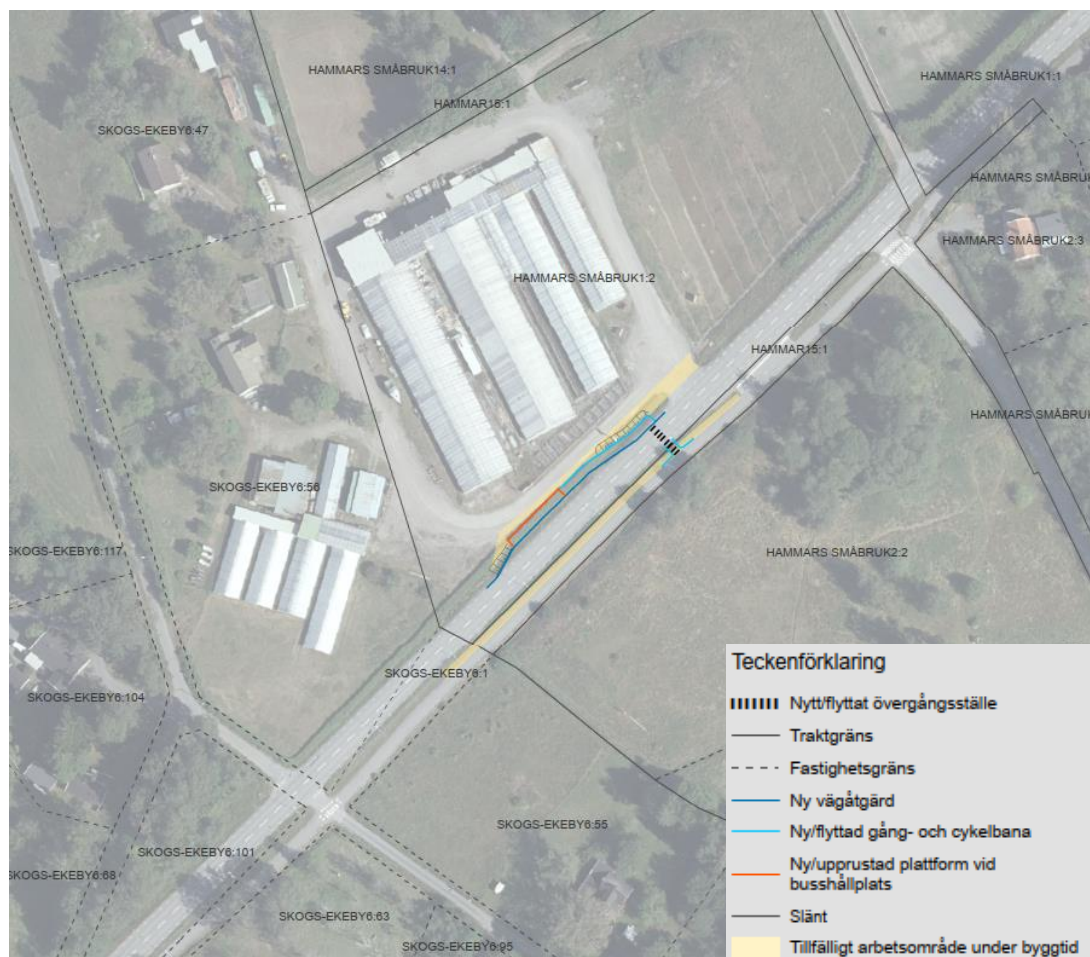 HAMMARS SMÅBRUK14:1
HAMMARS SMÅBRUK1:1
HAMMAR15:1
SKOGS-EKEBY6:47
HAMMARS SMÅBRUK
HAMMARS SMÅBRUK2:3
HAMMARS SMÅBRUK1:2
HAMMAR15:1
HAMMARS SMÅBRUK
SKOGS-EKEBY6:56
SKOGS-EKEBY6:117
HAMMARS SMÅBRUK2:2
SKOGS-EKEBY6:1
SKOGS-EKEBY6:104
SKOGS-EKEBY6:55
SKOGS-EKEBY6:101
SKOGS-EKEBY6:68
SKOGS-EKEBY6:63
SKOGS-EKEBY6:95
Teckenförklaring
Nytt/flyttat övergångsställe
Traktgräns
Fastighetsgräns
Ny vägåtgärd
Ny/flyttad gång- och cykelbana
Ny/upprustad plattform vid
busshållplats
Slänt
Tillfälligt arbetsområde under byggtid